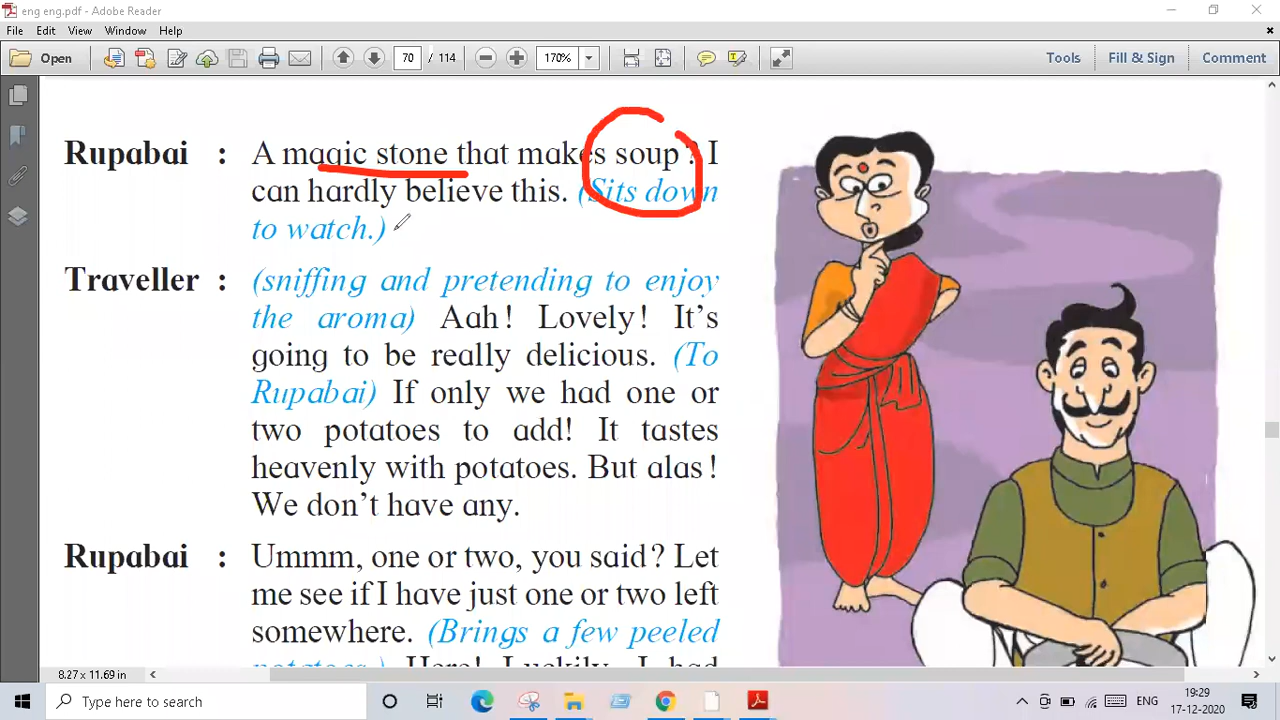 eng eng.pdf - Adobe Reader
File Edit View Window Help
Open 70 / 114 170% Tools Fill & Sign Comment
Rupabai : A magic stone that makes soup? I
can hardly believe this. (Sits down
to watch.)
Traveller : (sniffing and pretending to enjoy
the aroma) Aah! Lovely! It's
going to be really delicious. (To
Rupabai) If only we had one or
two potatoes to add! It tastes
heavenly with potatoes. But alas!
We don't have any.
Rupabai : Ummm, one or two, you said? Let
me see if I have just one or two left
somewhere. (Brings a few peeled
potatoes.) Here! Luckily, I had
8.27 x 11.69 in
Type here to search ENG 19:29
17-12-2020